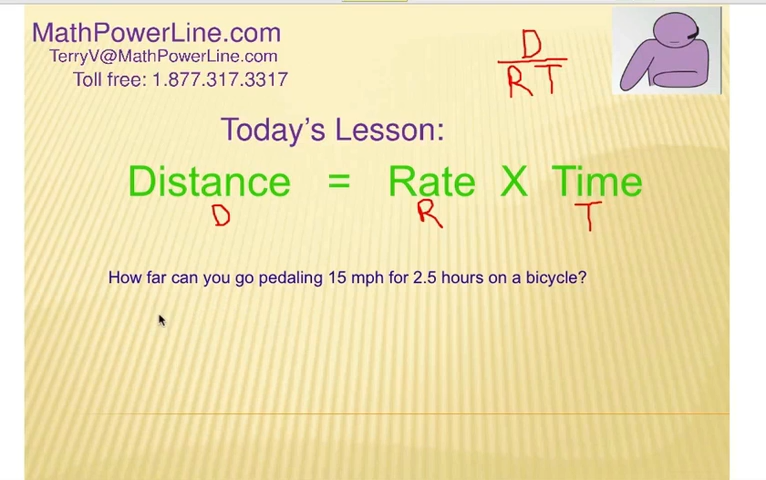 MathPowerLine.com
TerryV@MathPowerLine.com
Toll free: 1.877.317.3317
D
R T
Today's Lesson:
Distance = Rate X Time
D R T
How far can you go pedaling 15 mph for 2.5 hours on a bicycle?